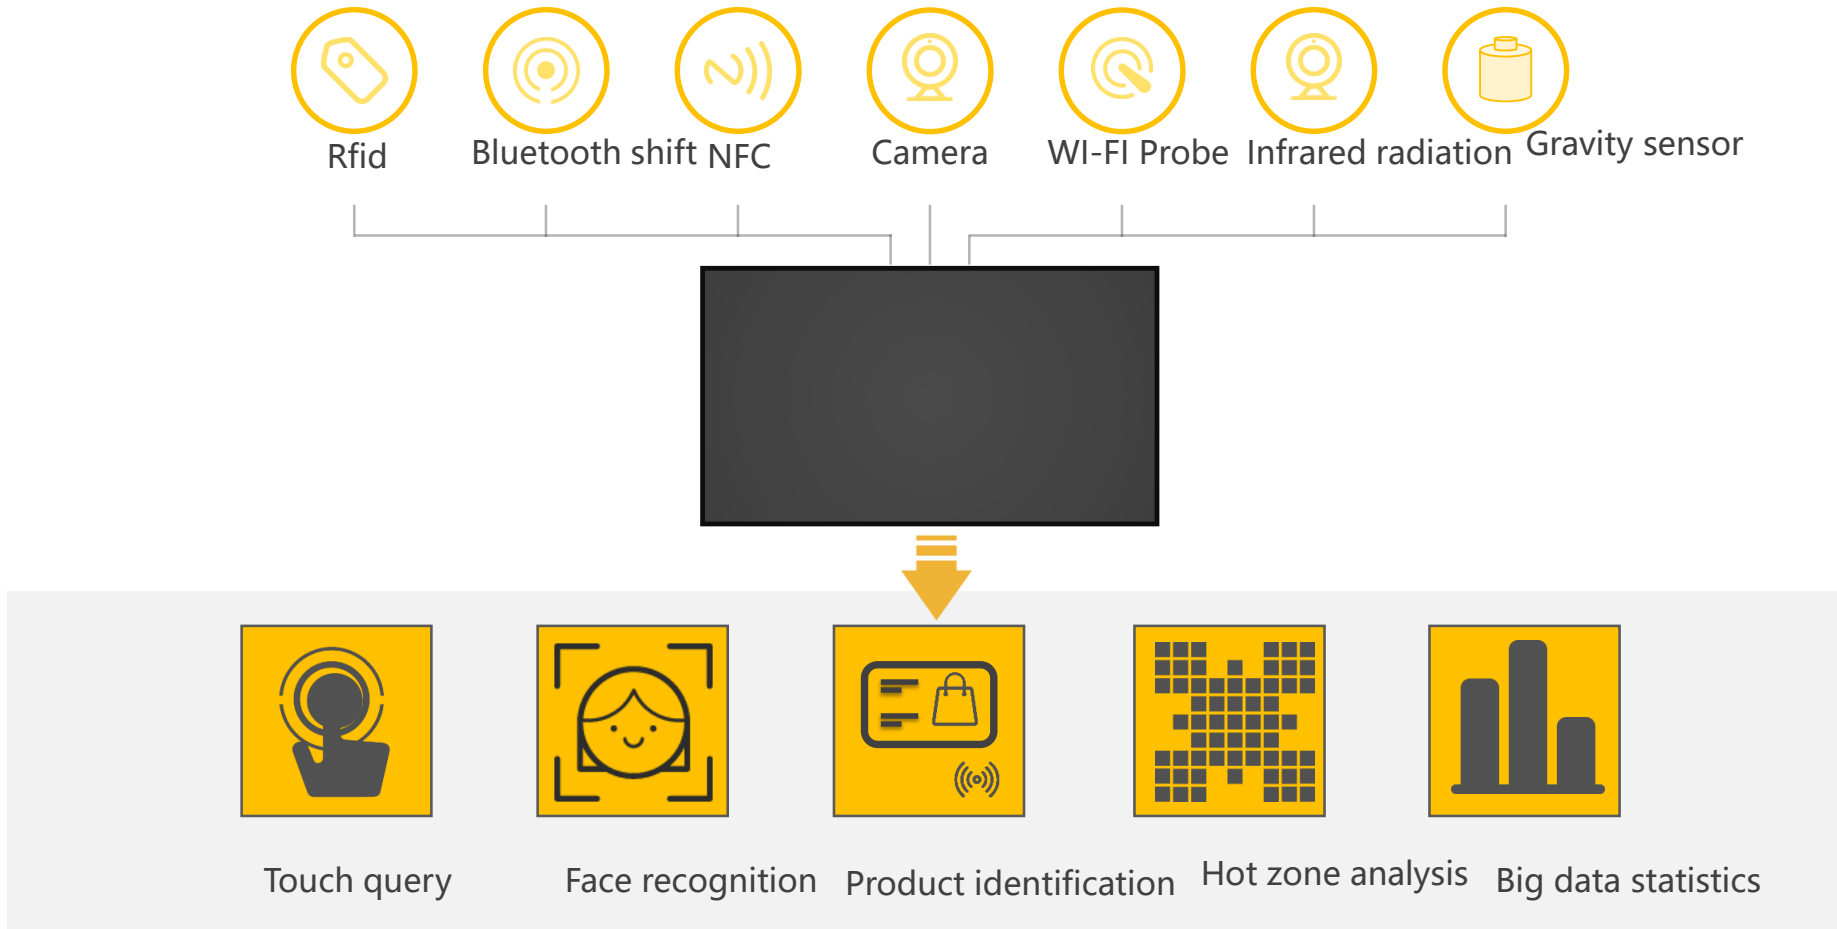 Rfid
Bluetooth shift
NFC
Camera
WI-FI Probe
Infrared radiation
Gravity sensor
Touch query
Face recognition
Product identification
Hot zone analysis
Big data statistics